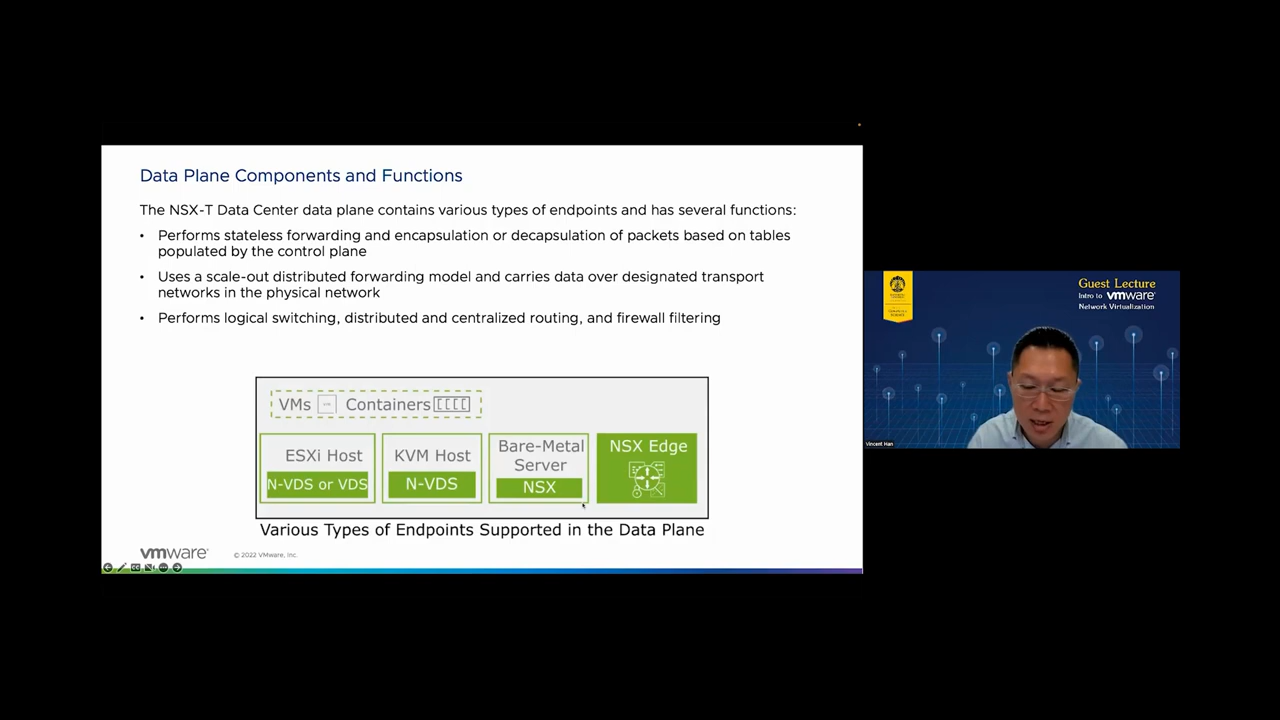 Data Plane Components and Functions
The NSX-T Data Center data plane contains various types of endpoints and has several functions:
• Performs stateless forwarding and encapsulation or decapsulation of packets based on tables
populated by the control plane
• Uses a scale-out distributed forwarding model and carries data over designated transport
networks in the physical network
• Performs logical switching, distributed and centralized routing, and firewall filtering
VMs Containers
ESXi Host
N-VDS or VDS
KVM Host
N-VDS
Bare-Metal
Server
NSX
NSX Edge
Various Types of Endpoints Supported in the Data Plane
vmware®
© 2022 VMware, Inc.
Guest Lecture
Intro to vmware®
Network Virtualization
Vincent Han